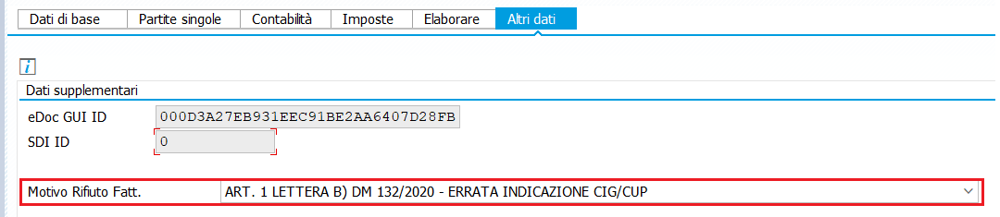 Dati di base Partite singole Contabilità Imposte Elaborare Altri dati
i
Dati supplementari
eDoc GUI ID 000D3A27EB931EEC91BE2AA6407D28FB
SDI ID 0
Motivo Rifiuto Fatt. ART. 1 LETTERA B) DM 132/2020 - ERRATA INDICAZIONE CIG/CUP